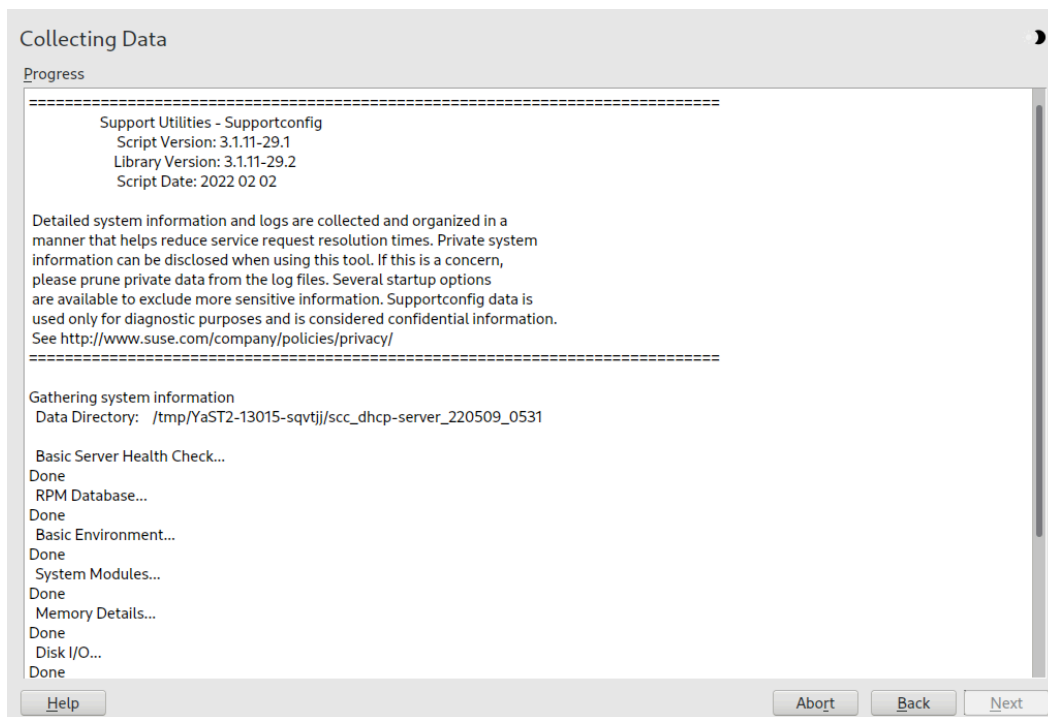 Collecting Data
Progress
==============================================================================
Support Utilities - Supportconfig
Script Version: 3.1.11-29.1
Library Version: 3.1.11-29.2
Script Date: 2022 02 02
Detailed system information and logs are collected and organized in a
manner that helps reduce service request resolution times. Private system
information can be disclosed when using this tool. If this is a concern,
please prune private data from the log files. Several startup options
are available to exclude more sensitive information. Supportconfig data is
used only for diagnostic purposes and is considered confidential information.
See http://www.suse.com/company/policies/privacy/
==============================================================================
Gathering system information
Data Directory: /tmp/YaST2-13015-sqvtjj/scc_dhcp-server_220509_0531
Basic Server Health Check...
Done
RPM Database...
Done
Basic Environment...
Done
System Modules...
Done
Memory Details...
Done
Disk I/O...
Done
Help Abort Back Next